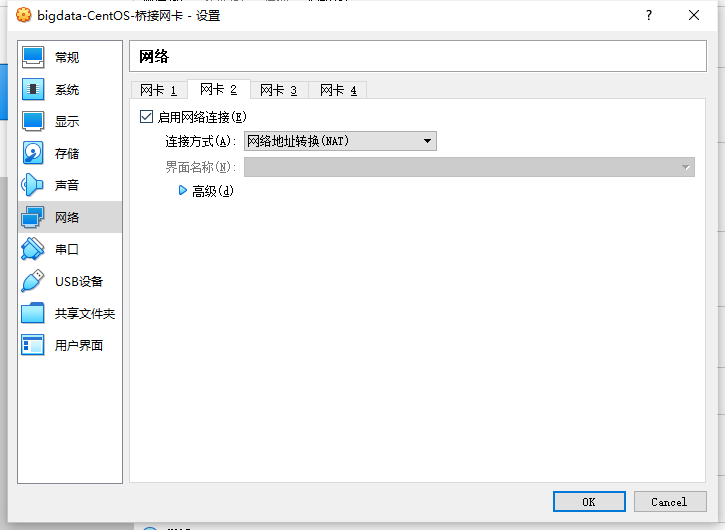 bigdata-CentOS-桥接网卡 - 设置
?
常规
系统
显示
存储
声音
网络
串口
USB设备
共享文件夹
用户界面
网络
网卡 1 网卡 2 网卡 3 网卡 4
启用网络连接(E)
连接方式(A): 网络地址转换(NAT)
界面名称(N):
高级(d)
OK Cancel